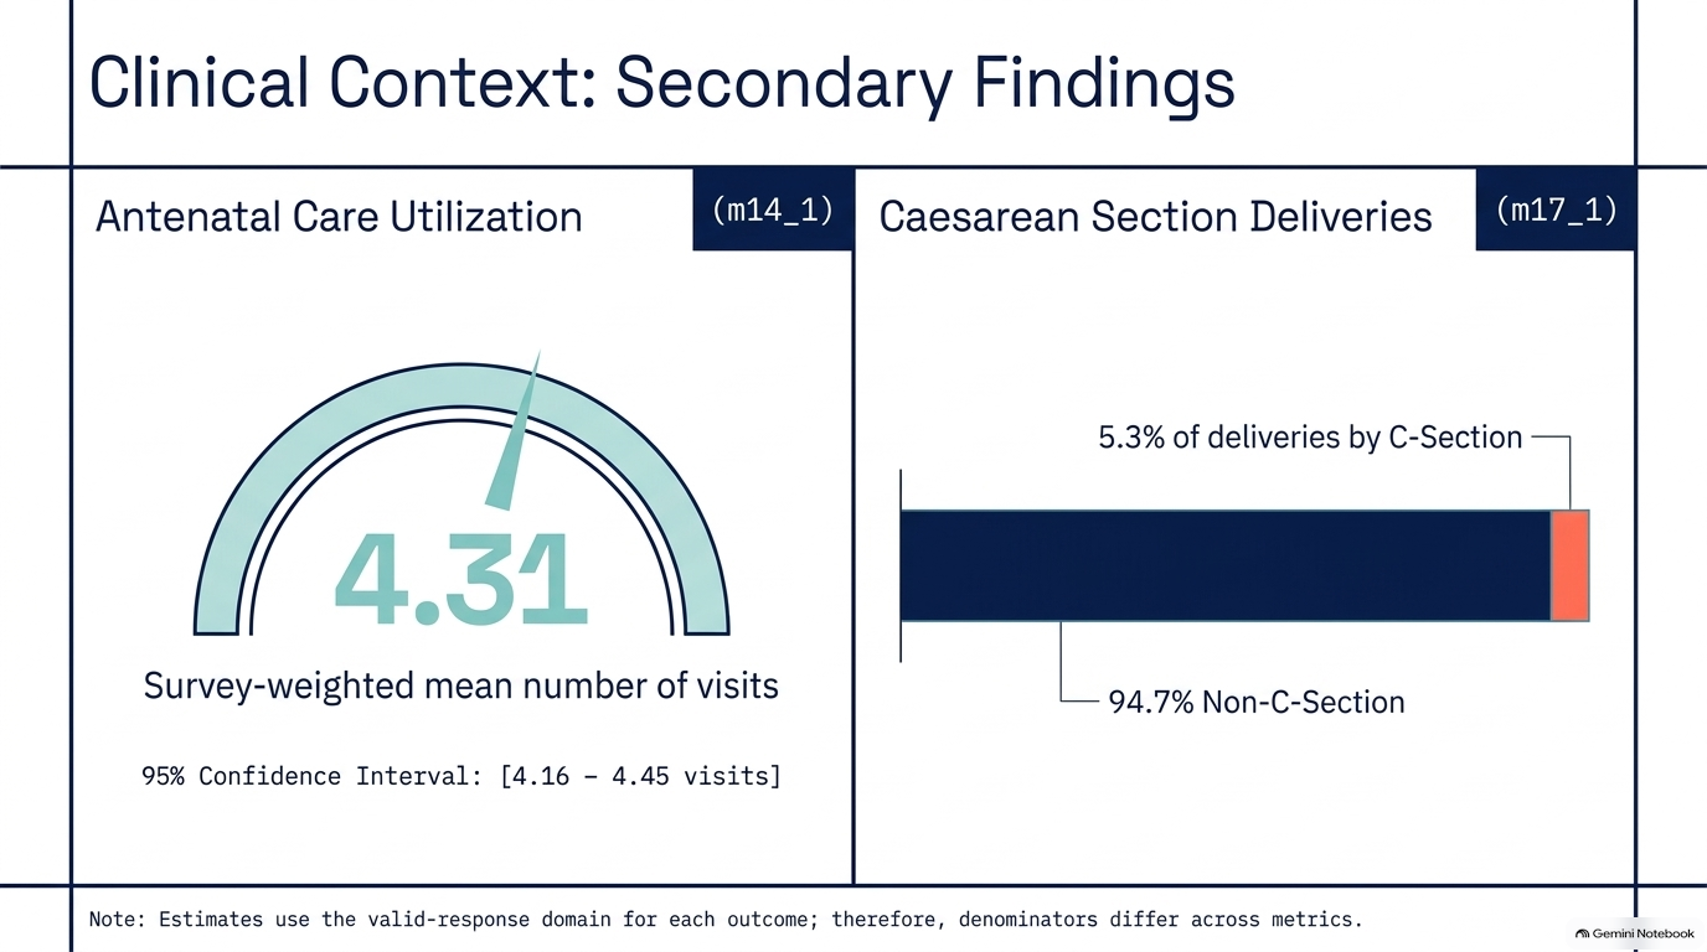 Clinical Context: Secondary Findings
Antenatal Care Utilization
(m14_1)
4.31
Survey-weighted mean number of visits
95% Confidence Interval: [4.16 – 4.45 visits]
Caesarean Section Deliveries
(m17_1)
5.3% of deliveries by C-Section
94.7% Non-C-Section
Note: Estimates use the valid-response domain for each outcome; therefore, denominators differ across metrics.
Gemini Notebook